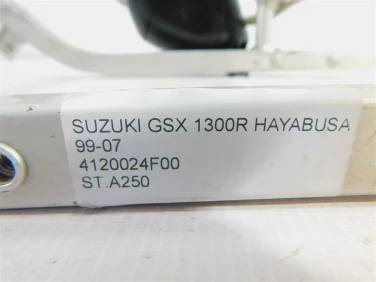 SUZUKI GSX 1300R HAYABUSA
99-07
4120024F00
ST.A250